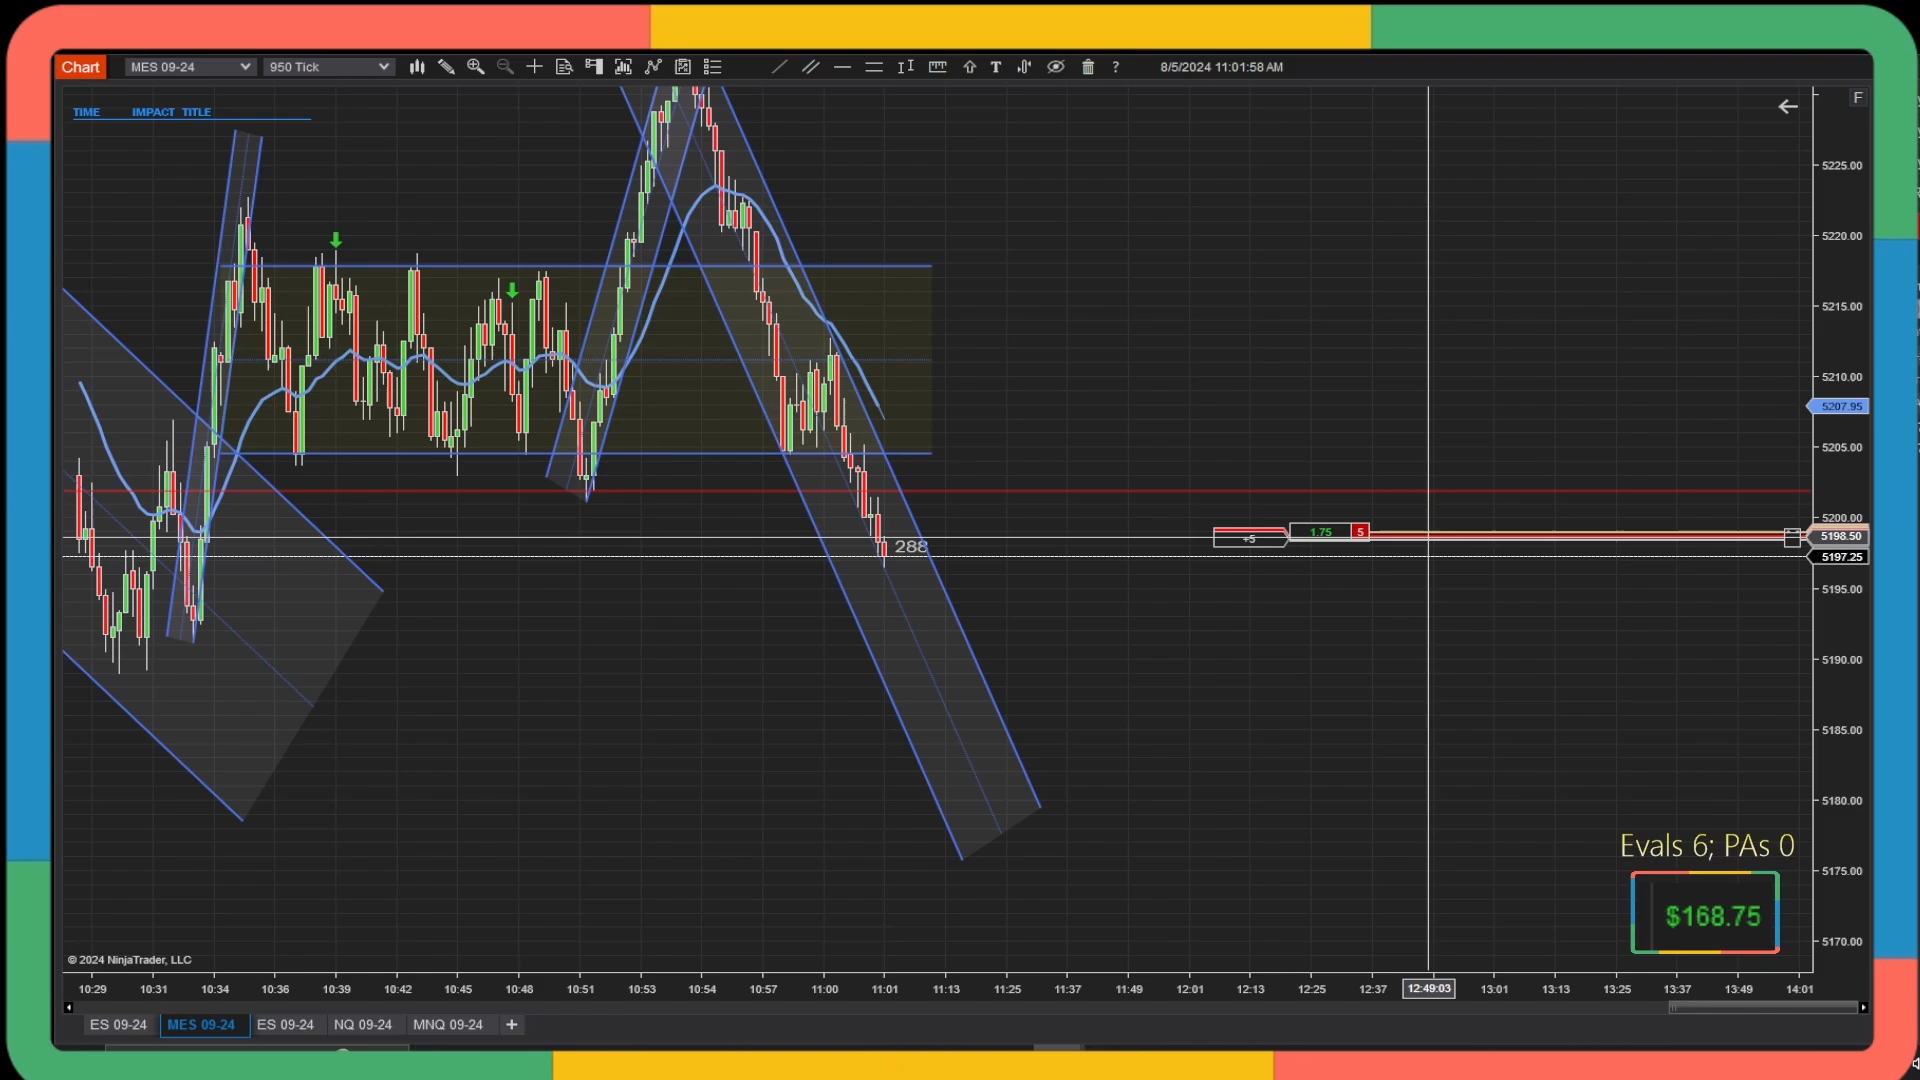 Chart MES 09-24 950 Tick T ? 8/5/2024 11:01:58 AM
F
TIME IMPACT TITLE
5225.00
5220.00
5215.00
5210.00
5207.95
5205.00
5200.00
1.75 5
+5
5198.50
288
5197.25
5195.00
5190.00
5185.00
5180.00
5175.00
5170.00
Evals 6; PAs 0
$168.75
© 2024 NinjaTrader, LLC
10:29 10:31 10:34 10:36 10:39 10:42 10:45 10:48 10:51 10:53 10:54 10:57 11:00 11:01 11:13 11:25 11:37 11:49 12:01 12:13 12:25 12:37 12:49:03 13:01 13:13 13:25 13:37 13:49 14:01
ES 09-24 MES 09-24 ES 09-24 NQ 09-24 MNQ 09-24 +